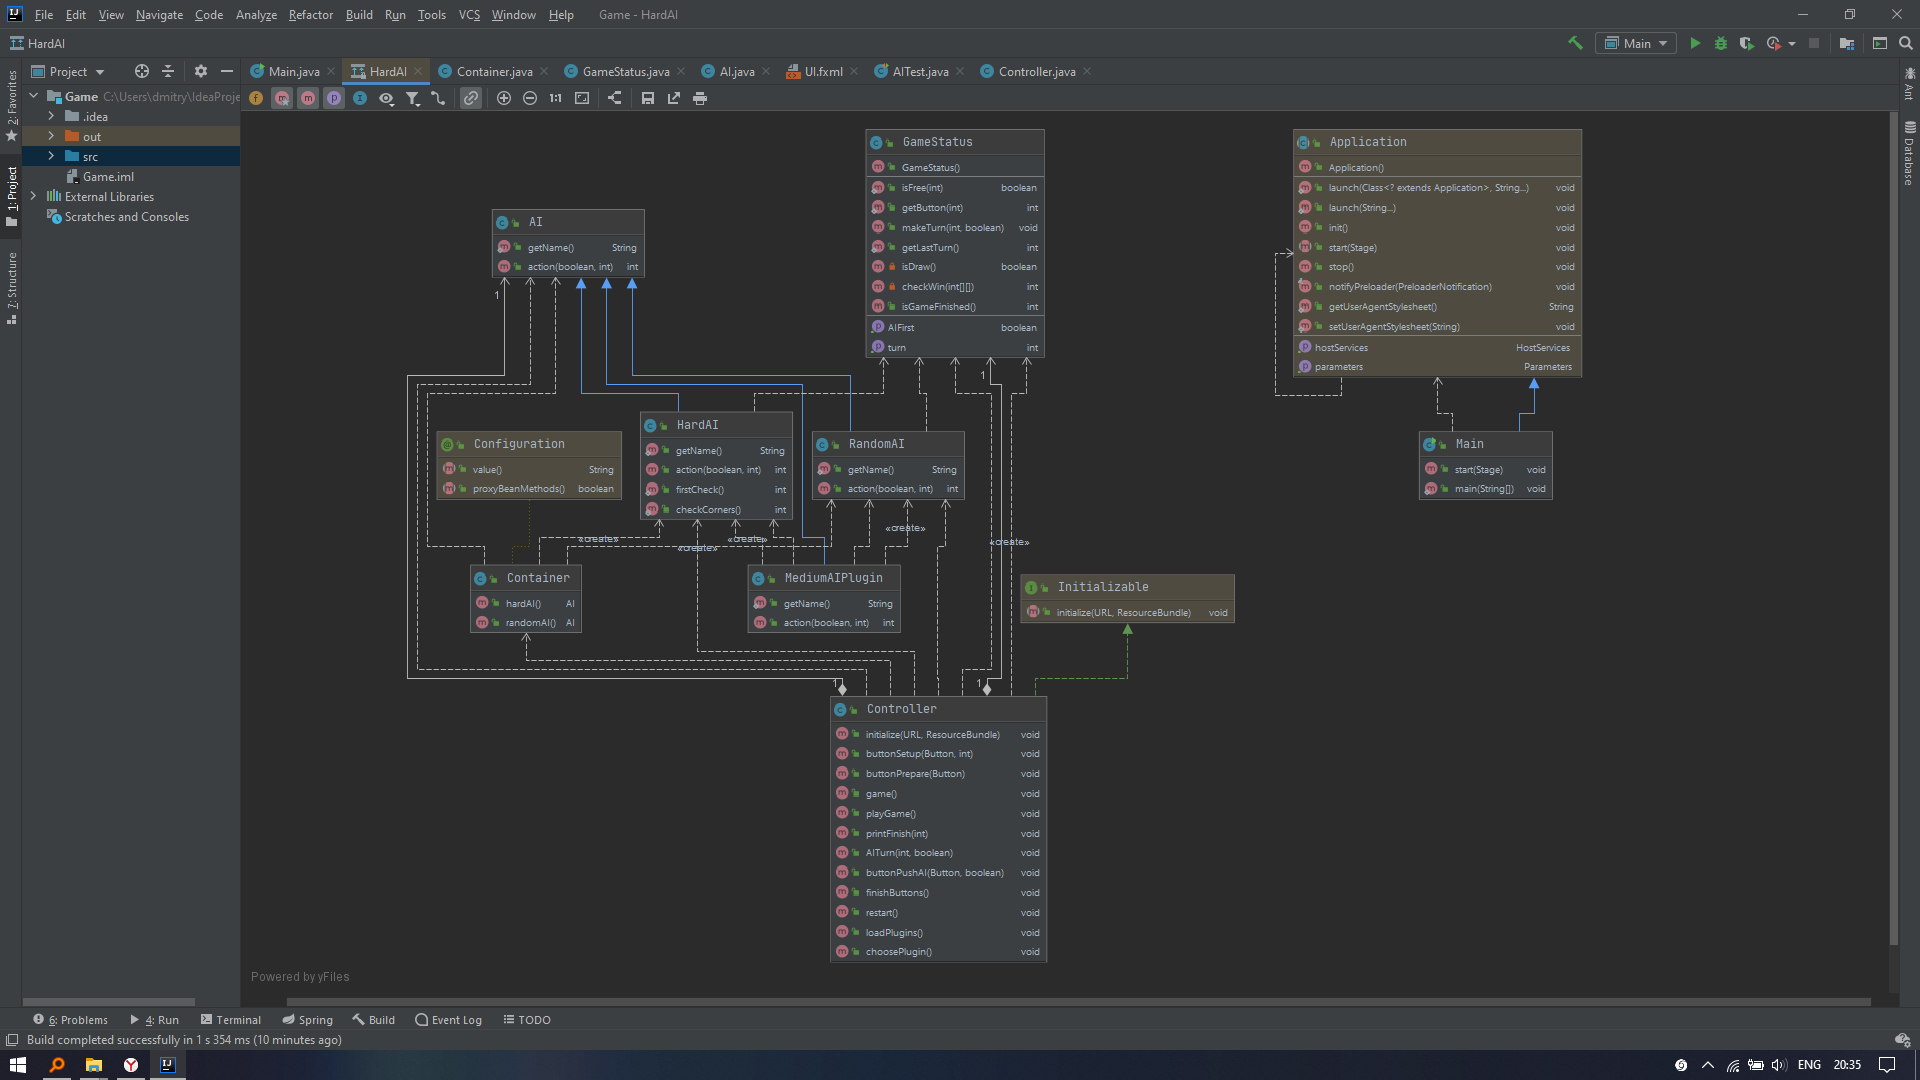 File Edit View Navigate Code Analyze Refactor Build Run Tools VCS Window Help Game - HardAI
HardAI
Main
Project
Main.java
HardAI
Container.java
GameStatus.java
AI.java
UI.fxml
AITest.java
Controller.java
2: Favorites
1: Project
7: Structure
Ant
Database
Game C:\Users\dmitry\IdeaProje
.idea
out
src
Game.iml
External Libraries
Scratches and Consoles
1:1
GameStatus
GameStatus()
isFree(int) boolean
getButton(int) int
makeTurn(int, boolean) void
getLastTurn() int
isDraw() boolean
checkWin(int[][]) int
isGameFinished() int
AIFirst boolean
turn int
Application
Application()
launch(Class<? extends Application>, String...) void
launch(String...) void
init() void
start(Stage) void
stop() void
notifyPreloader(PreloaderNotification) void
getUserAgentStylesheet() String
setUserAgentStylesheet(String) void
hostServices HostServices
parameters Parameters
AI
getName() String
action(boolean, int) int
1
1
HardAI
getName() String
action(boolean, int) int
firstCheck() int
checkCorners() int
Configuration
value() String
proxyBeanMethods() boolean
RandomAI
getName() String
action(boolean, int) int
Main
start(Stage) void
main(String[]) void
«create»
«create»
«create»
«create»
«create»
Container
hardAI() AI
randomAI() AI
MediumAIPlugin
getName() String
action(boolean, int) int
Initializable
initialize(URL, ResourceBundle) void
1
1
Controller
initialize(URL, ResourceBundle) void
buttonSetup(Button, int) void
buttonPrepare(Button) void
game() void
playGame() void
printFinish(int) void
AITurn(int, boolean) void
buttonPushAI(Button, boolean) void
finishButtons() void
restart() void
loadPlugins() void
choosePlugin() void
Powered by yFiles
6: Problems 4: Run Terminal Spring Build Event Log TODO
Build completed successfully in 1 s 354 ms (10 minutes ago)
ENG 20:35